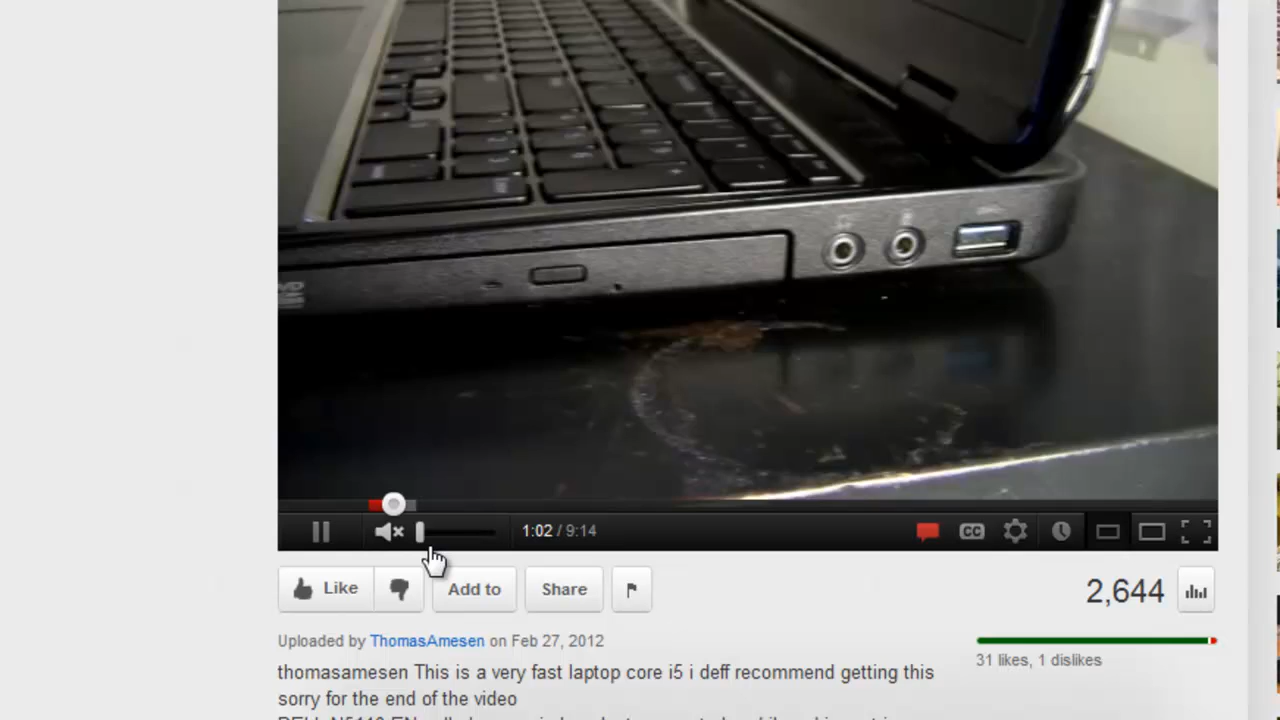 1:02 / 9:14
CC
Like
Add to
Share
2,644
Uploaded by ThomasAmesen on Feb 27, 2012
31 likes, 1 dislikes
thomasamesen This is a very fast laptop core i5 i deff recommend getting this
sorry for the end of the video